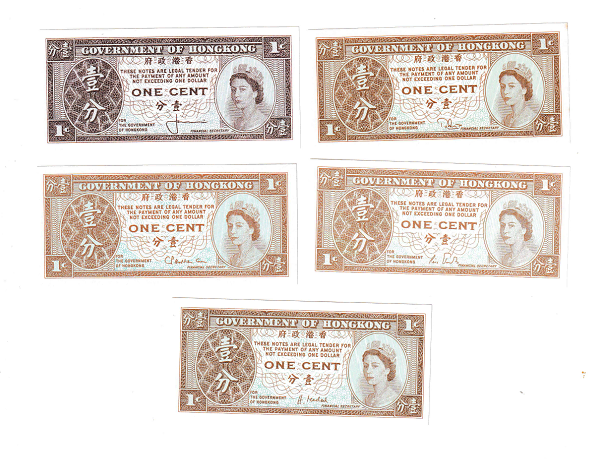 分壹 GOVERNMENT OF HONGKONG 1¢
府政港香
壹分
THESE NOTES ARE LEGAL TENDER FOR
THE PAYMENT OF ANY AMOUNT
NOT EXCEEDING ONE DOLLAR
ONE CENT
分壹
FOR
THE GOVERNMENT
OF HONGKONG
FINANCIAL SECRETARY
1¢ 分壹
分壹 GOVERNMENT OF HONGKONG 1¢
府政港香
壹分
THESE NOTES ARE LEGAL TENDER FOR
THE PAYMENT OF ANY AMOUNT
NOT EXCEEDING ONE DOLLAR
ONE CENT
分壹
FOR
THE GOVERNMENT
OF HONGKONG
FINANCIAL SECRETARY
1¢ 分壹
分壹 GOVERNMENT OF HONGKONG 1¢
府政港香
壹分
THESE NOTES ARE LEGAL TENDER FOR
THE PAYMENT OF ANY AMOUNT
NOT EXCEEDING ONE DOLLAR
ONE CENT
分壹
FOR
THE GOVERNMENT
OF HONGKONG
FINANCIAL SECRETARY
1¢ 分壹
分壹 GOVERNMENT OF HONGKONG 1¢
府政港香
壹分
THESE NOTES ARE LEGAL TENDER FOR
THE PAYMENT OF ANY AMOUNT
NOT EXCEEDING ONE DOLLAR
ONE CENT
分壹
FOR
THE GOVERNMENT
OF HONGKONG
FINANCIAL SECRETARY
1¢ 分壹
分壹 GOVERNMENT OF HONGKONG 1¢
府政港香
壹分
THESE NOTES ARE LEGAL TENDER FOR
THE PAYMENT OF ANY AMOUNT
NOT EXCEEDING ONE DOLLAR
ONE CENT
分壹
FOR
THE GOVERNMENT
OF HONGKONG
FINANCIAL SECRETARY
1¢ 分壹